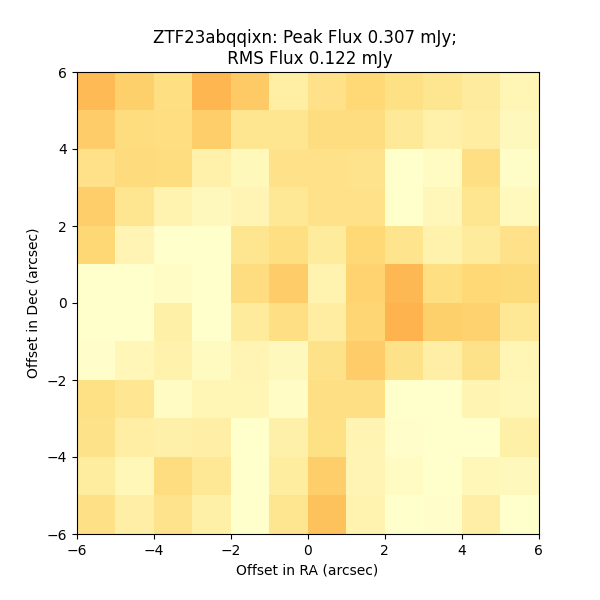 ZTF23abqqixn: Peak Flux 0.307 mJy;
RMS Flux 0.122 mJy
6
4
2
0
−2
−4
−6
Offset in Dec (arcsec)
−6 −4 −2 0 2 4 6
Offset in RA (arcsec)